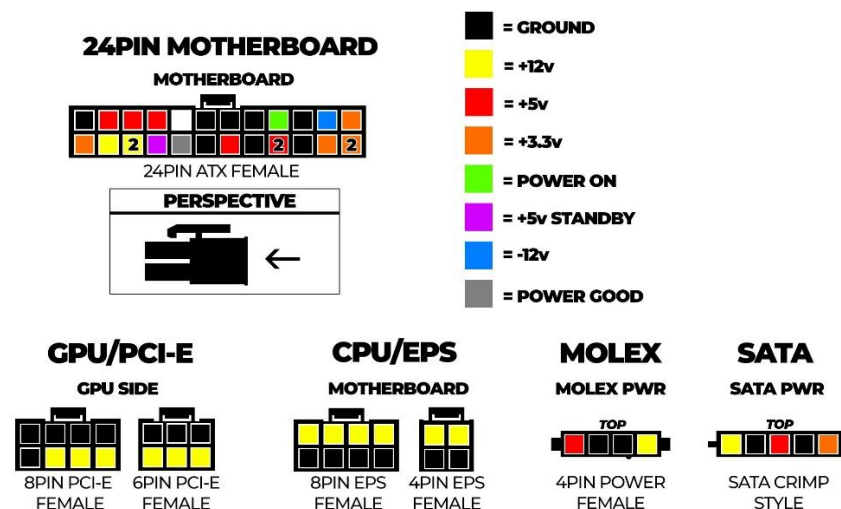 24PIN MOTHERBOARD
MOTHERBOARD
2 2 2
24PIN ATX FEMALE
PERSPECTIVE
= GROUND
= +12v
= +5v
= +3.3v
= POWER ON
= +5v STANDBY
= -12v
= POWER GOOD
GPU/PCI-E
GPU SIDE
8PIN PCI-E
FEMALE
6PIN PCI-E
FEMALE
CPU/EPS
MOTHERBOARD
8PIN EPS
FEMALE
4PIN EPS
FEMALE
MOLEX
MOLEX PWR
TOP
4PIN POWER
FEMALE
SATA
SATA PWR
TOP
SATA CRIMP
STYLE